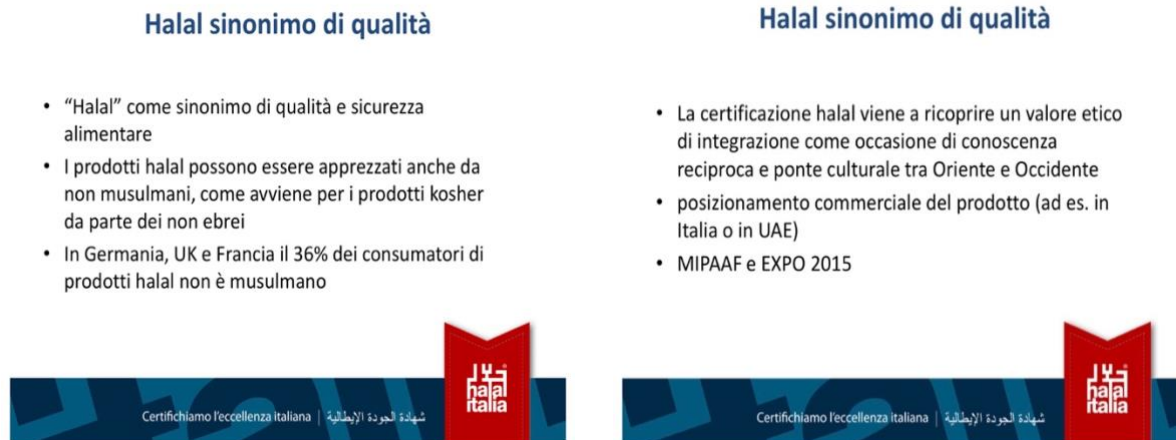 Halal sinonimo di qualità
• “Halal” come sinonimo di qualità e sicurezza
alimentare
• I prodotti halal possono essere apprezzati anche da
non musulmani, come avviene per i prodotti kosher
da parte dei non ebrei
• In Germania, UK e Francia il 36% dei consumatori di
prodotti halal non è musulmano
حلال
halal
italia
Certifichiamo l'eccellenza italiana | شهادة الجودة الإيطالية
Halal sinonimo di qualità
• La certificazione halal viene a ricoprire un valore etico
di integrazione come occasione di conoscenza
reciproca e ponte culturale tra Oriente e Occidente
• posizionamento commerciale del prodotto (ad es. in
Italia o in UAE)
• MIPAAF e EXPO 2015
حلال
halal
italia
Certifichiamo l'eccellenza italiana | شهادة الجودة الإيطالية